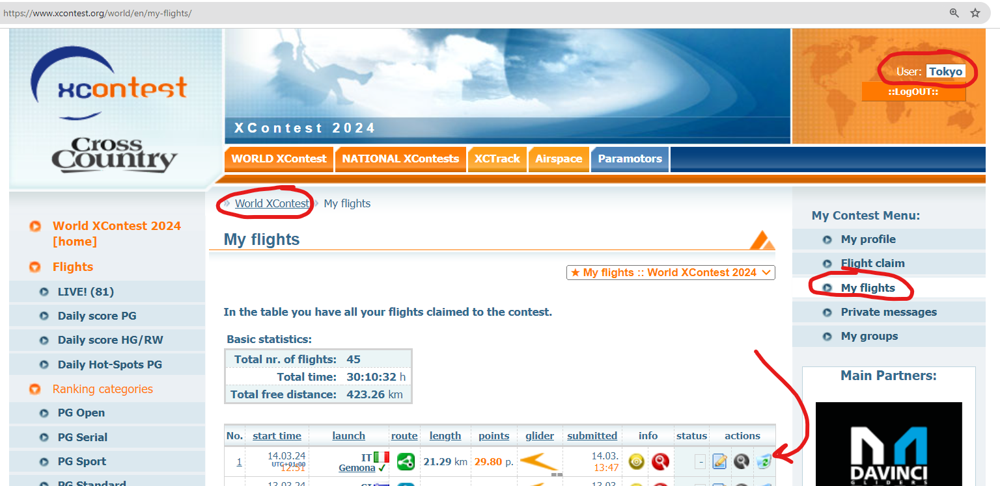 https://www.xcontest.org/world/en/my-flights/
xcontest
Cross
Country
XContest 2024
User: Tokyo
::LogOUT::
WORLD XContest
NATIONAL XContests
XCTrack
Airspace
Paramotors
» World XContest » My flights
World XContest 2024
[home]
Flights
LIVE! (81)
Daily score PG
Daily score HG/RW
Daily Hot-Spots PG
Ranking categories
PG Open
PG Serial
PG Sport
PG Standard
My flights
★ My flights :: World XContest 2024
In the table you have all your flights claimed to the contest.
Basic statistics:
Total nr. of flights: 45
Total time: 30:10:32 h
Total free distance: 423.26 km
No. start time launch route length points glider submitted info status actions
1 14.03.24 12:51 UTC+01:00 IT Gemona ✓ 21.29 km 29.80 p. 14.03. 13:47 -
13.03.24 13.03.
My Contest Menu:
My profile
Flight claim
My flights
Private messages
My groups
Main Partners:
DAVINCI
GLIDERS